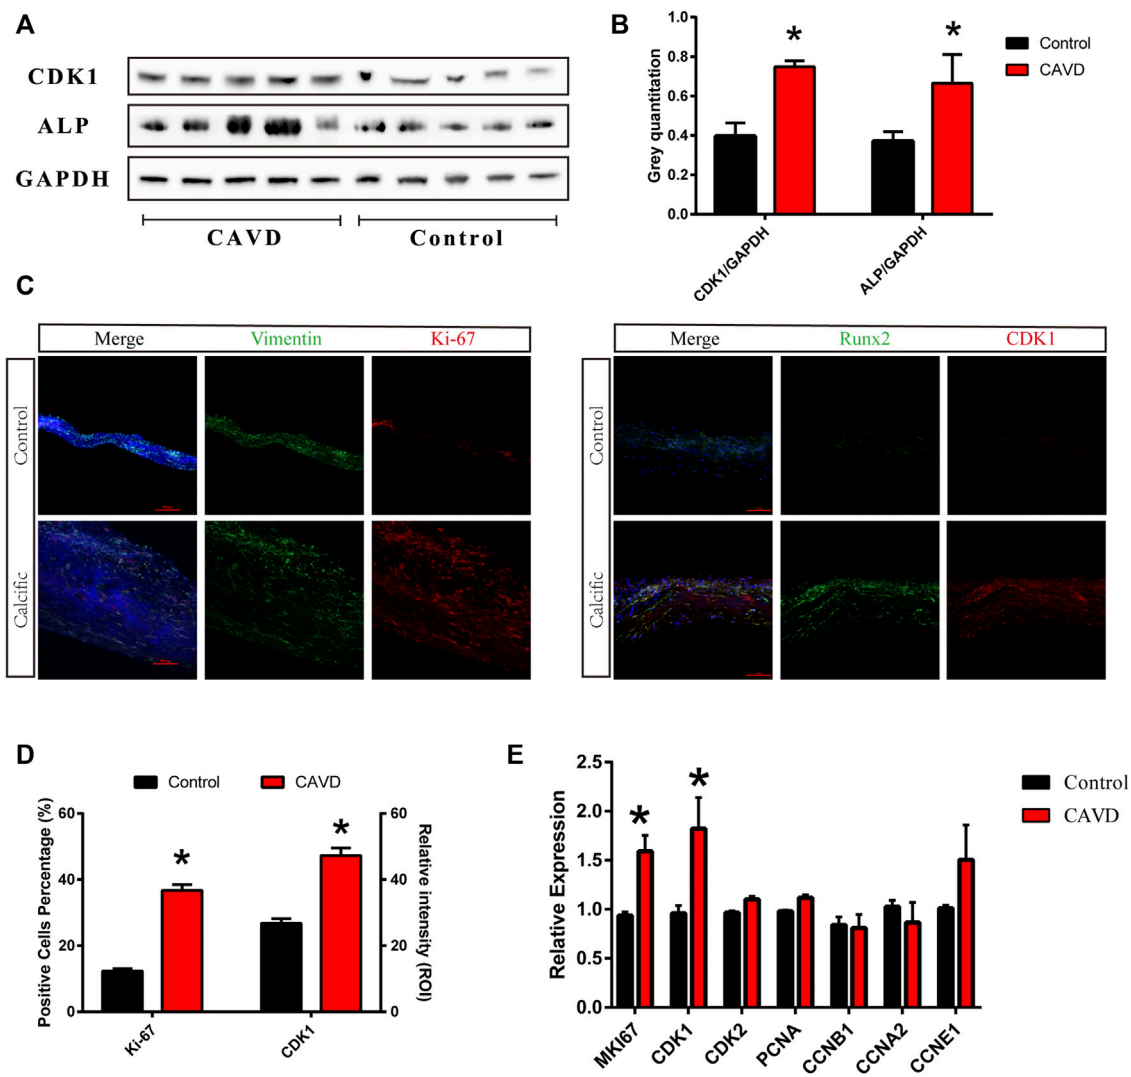 A
CDK1
ALP
GAPDH
CAVD
Control
B
Grey quantitation
1.0
0.8
0.6
0.4
0.2
0.0
*
*
Control
CAVD
CDK1/GAPDH
ALP/GAPDH
C
Merge
Vimentin
Ki-67
Control
Calcific
Merge
Runx2
CDK1
Control
Calcific
D
Control
CAVD
Positive Cells Percentage (%)
60
40
20
0
*
*
60
40
20
0
Relative intensity (ROI)
Ki-67
CDK1
E
Relative Expression
2.5
2.0
1.5
1.0
0.5
0.0
*
*
Control
CAVD
MKI67
CDK1
CDK2
PCNA
CCNB1
CCNA2
CCNE1